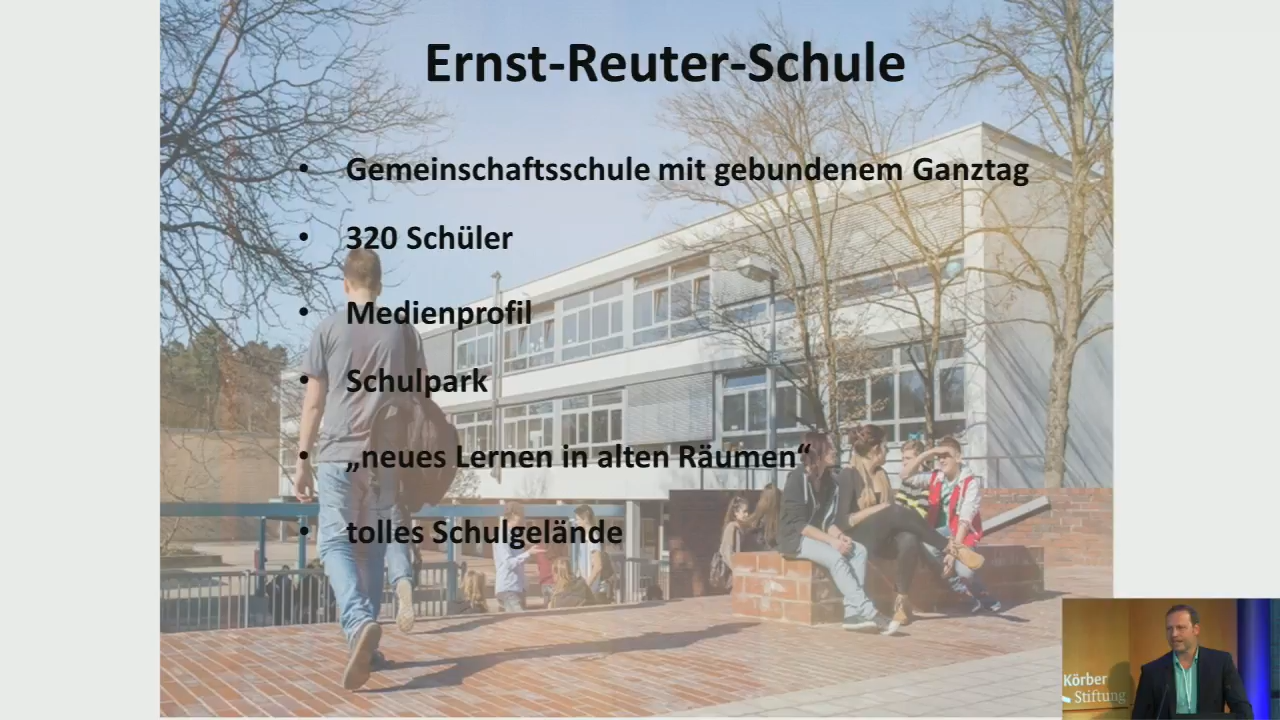 Ernst-Reuter-Schule
• Gemeinschaftsschule mit gebundenem Ganztag
• 320 Schüler
• Medienprofil
• Schulpark
• „neues Lernen in alten Räumen“
• tolles Schulgelände
Körber
Stiftung